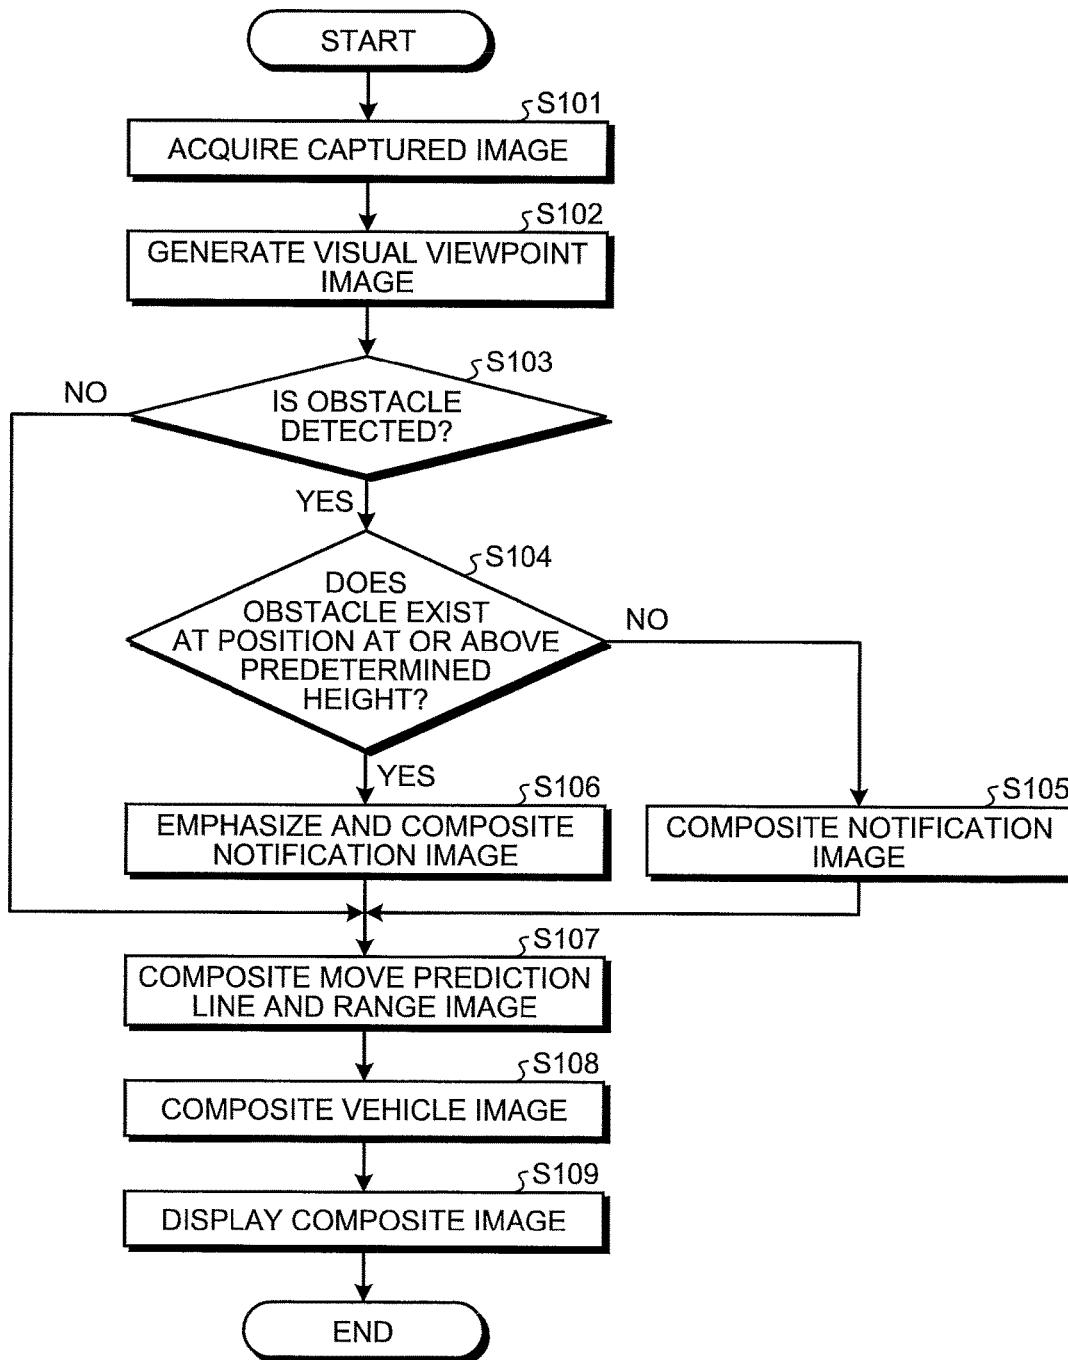 START
S101
ACQUIRE CAPTURED IMAGE
S102
GENERATE VISUAL VIEWPOINT
IMAGE
S103
NO
IS OBSTACLE
DETECTED?
YES
S104
DOES
OBSTACLE EXIST
AT POSITION AT OR ABOVE
PREDETERMINED
HEIGHT?
NO
YES
S106
EMPHASIZE AND COMPOSITE
NOTIFICATION IMAGE
S105
COMPOSITE NOTIFICATION
IMAGE
S107
COMPOSITE MOVE PREDICTION
LINE AND RANGE IMAGE
S108
COMPOSITE VEHICLE IMAGE
S109
DISPLAY COMPOSITE IMAGE
END